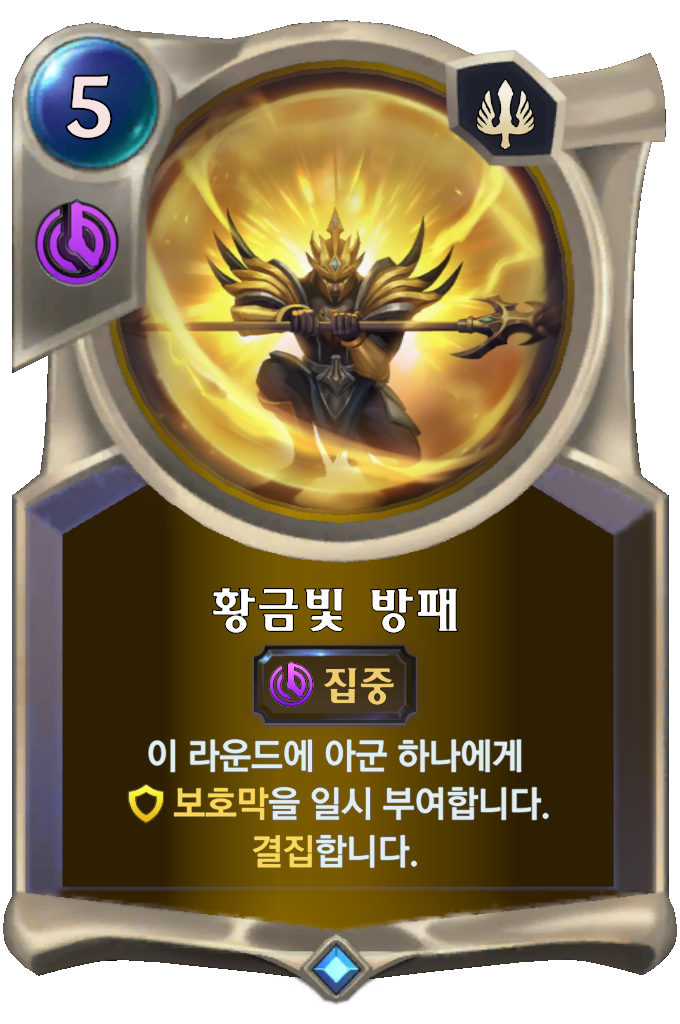 5
황금빛 방패
집중
이 라운드에 아군 하나에게
보호막을 일시 부여합니다.
결집합니다.